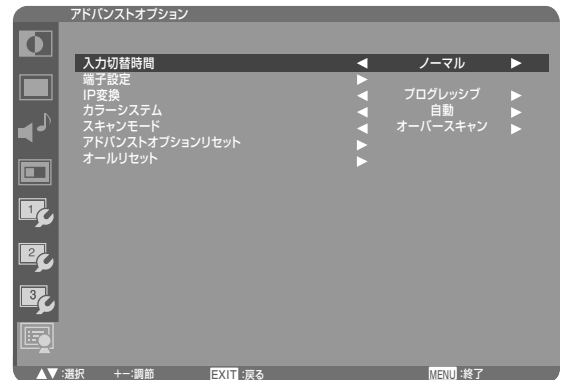 アドバンストオプション
入力切替時間 ◀ ノーマル ▶
端子設定 ▶
IP変換 ◀ プログレッシブ ▶
カラーシステム ◀ 自動 ▶
スキャンモード ◀ オーバースキャン ▶
アドバンストオプションリセット ▶
オールリセット ▶
1
2
3
▲▼:選択 +−:調節 EXIT:戻る MENU:終了